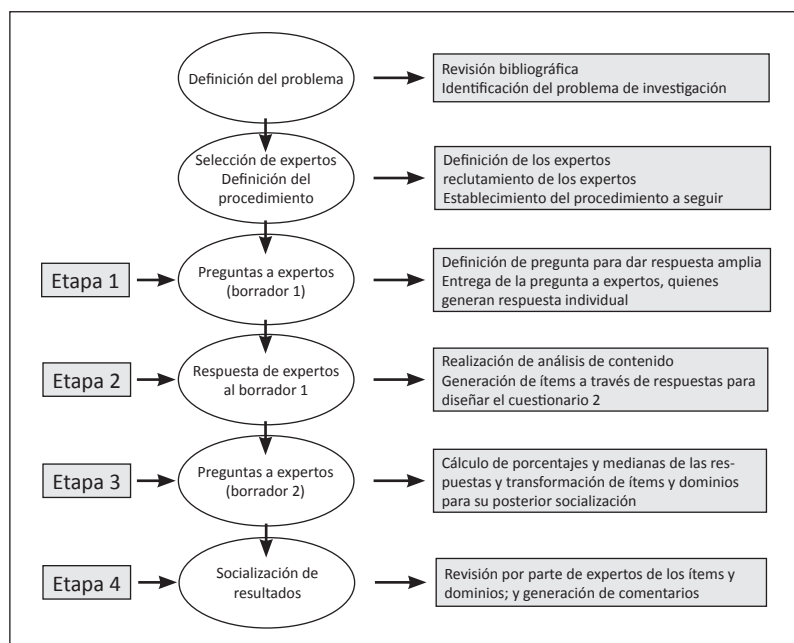 Definición del problema
Revisión bibliográfica
Identificación del problema de investigación
Selección de expertos
Definición del
procedimiento
Definición de los expertos
reclutamiento de los expertos
Establecimiento del procedimiento a seguir
Etapa 1
Preguntas a expertos
(borrador 1)
Definición de pregunta para dar respuesta amplia
Entrega de la pregunta a expertos, quienes
generan respuesta individual
Etapa 2
Respuesta de expertos
al borrador 1
Realización de análisis de contenido
Generación de ítems a través de respuestas para
diseñar el cuestionario 2
Etapa 3
Preguntas a expertos
(borrador 2)
Cálculo de porcentajes y medianas de las res-
puestas y transformación de ítems y dominios
para su posterior socialización
Etapa 4
Socialización de
resultados
Revisión por parte de expertos de los ítems y
dominios; y generación de comentarios